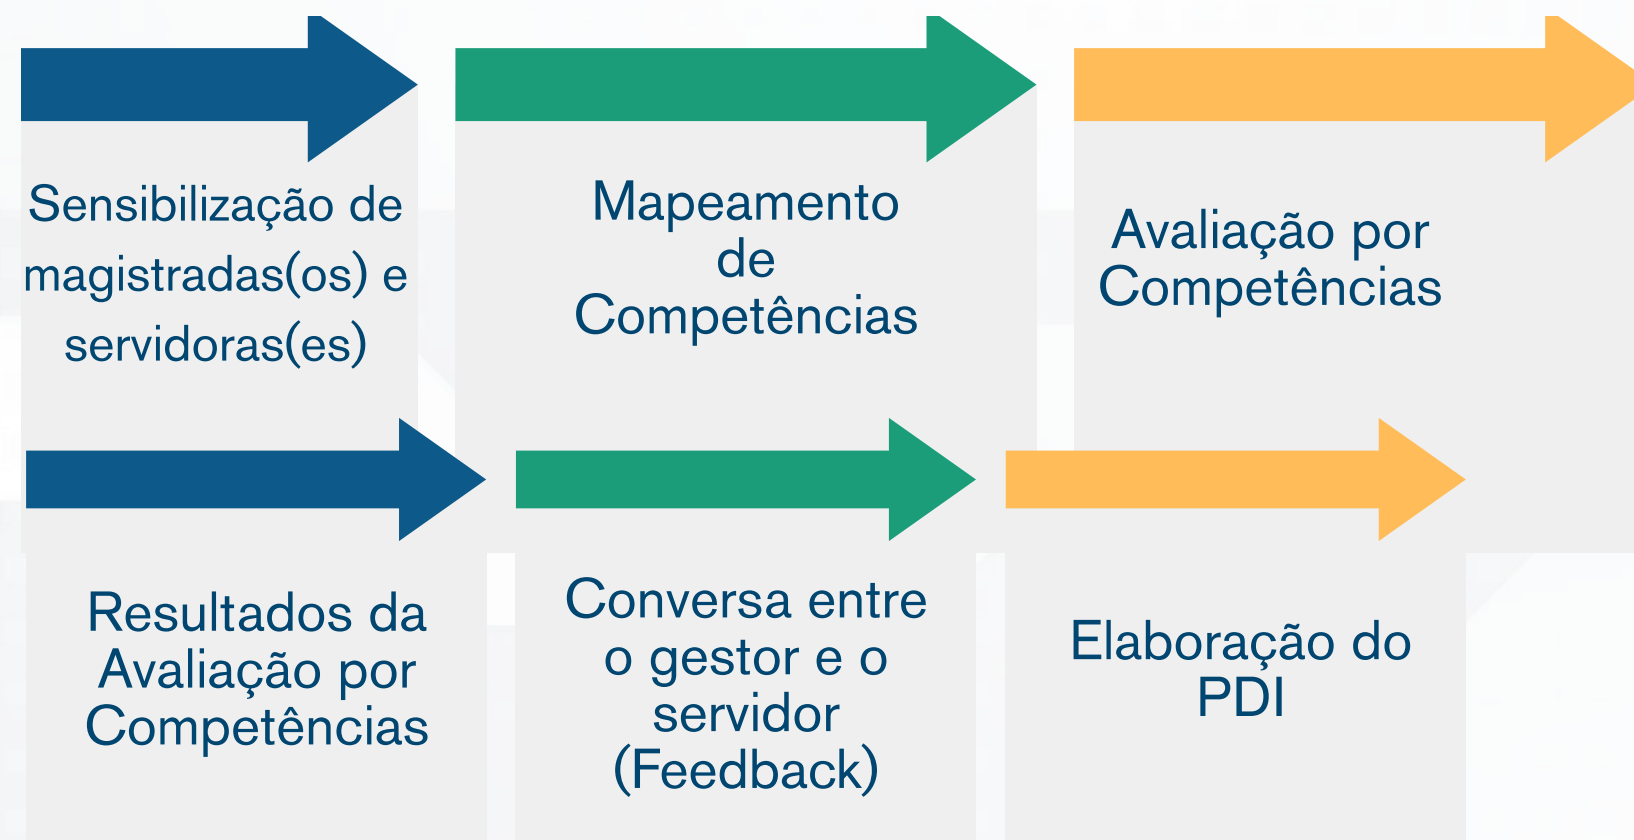 Sensibilização de
magistradas(os) e
servidoras(es)
Mapeamento
de
Competências
Avaliação por
Competências
Resultados da
Avaliação por
Competências
Conversa entre
o gestor e o
servidor
(Feedback)
Elaboração do
PDI